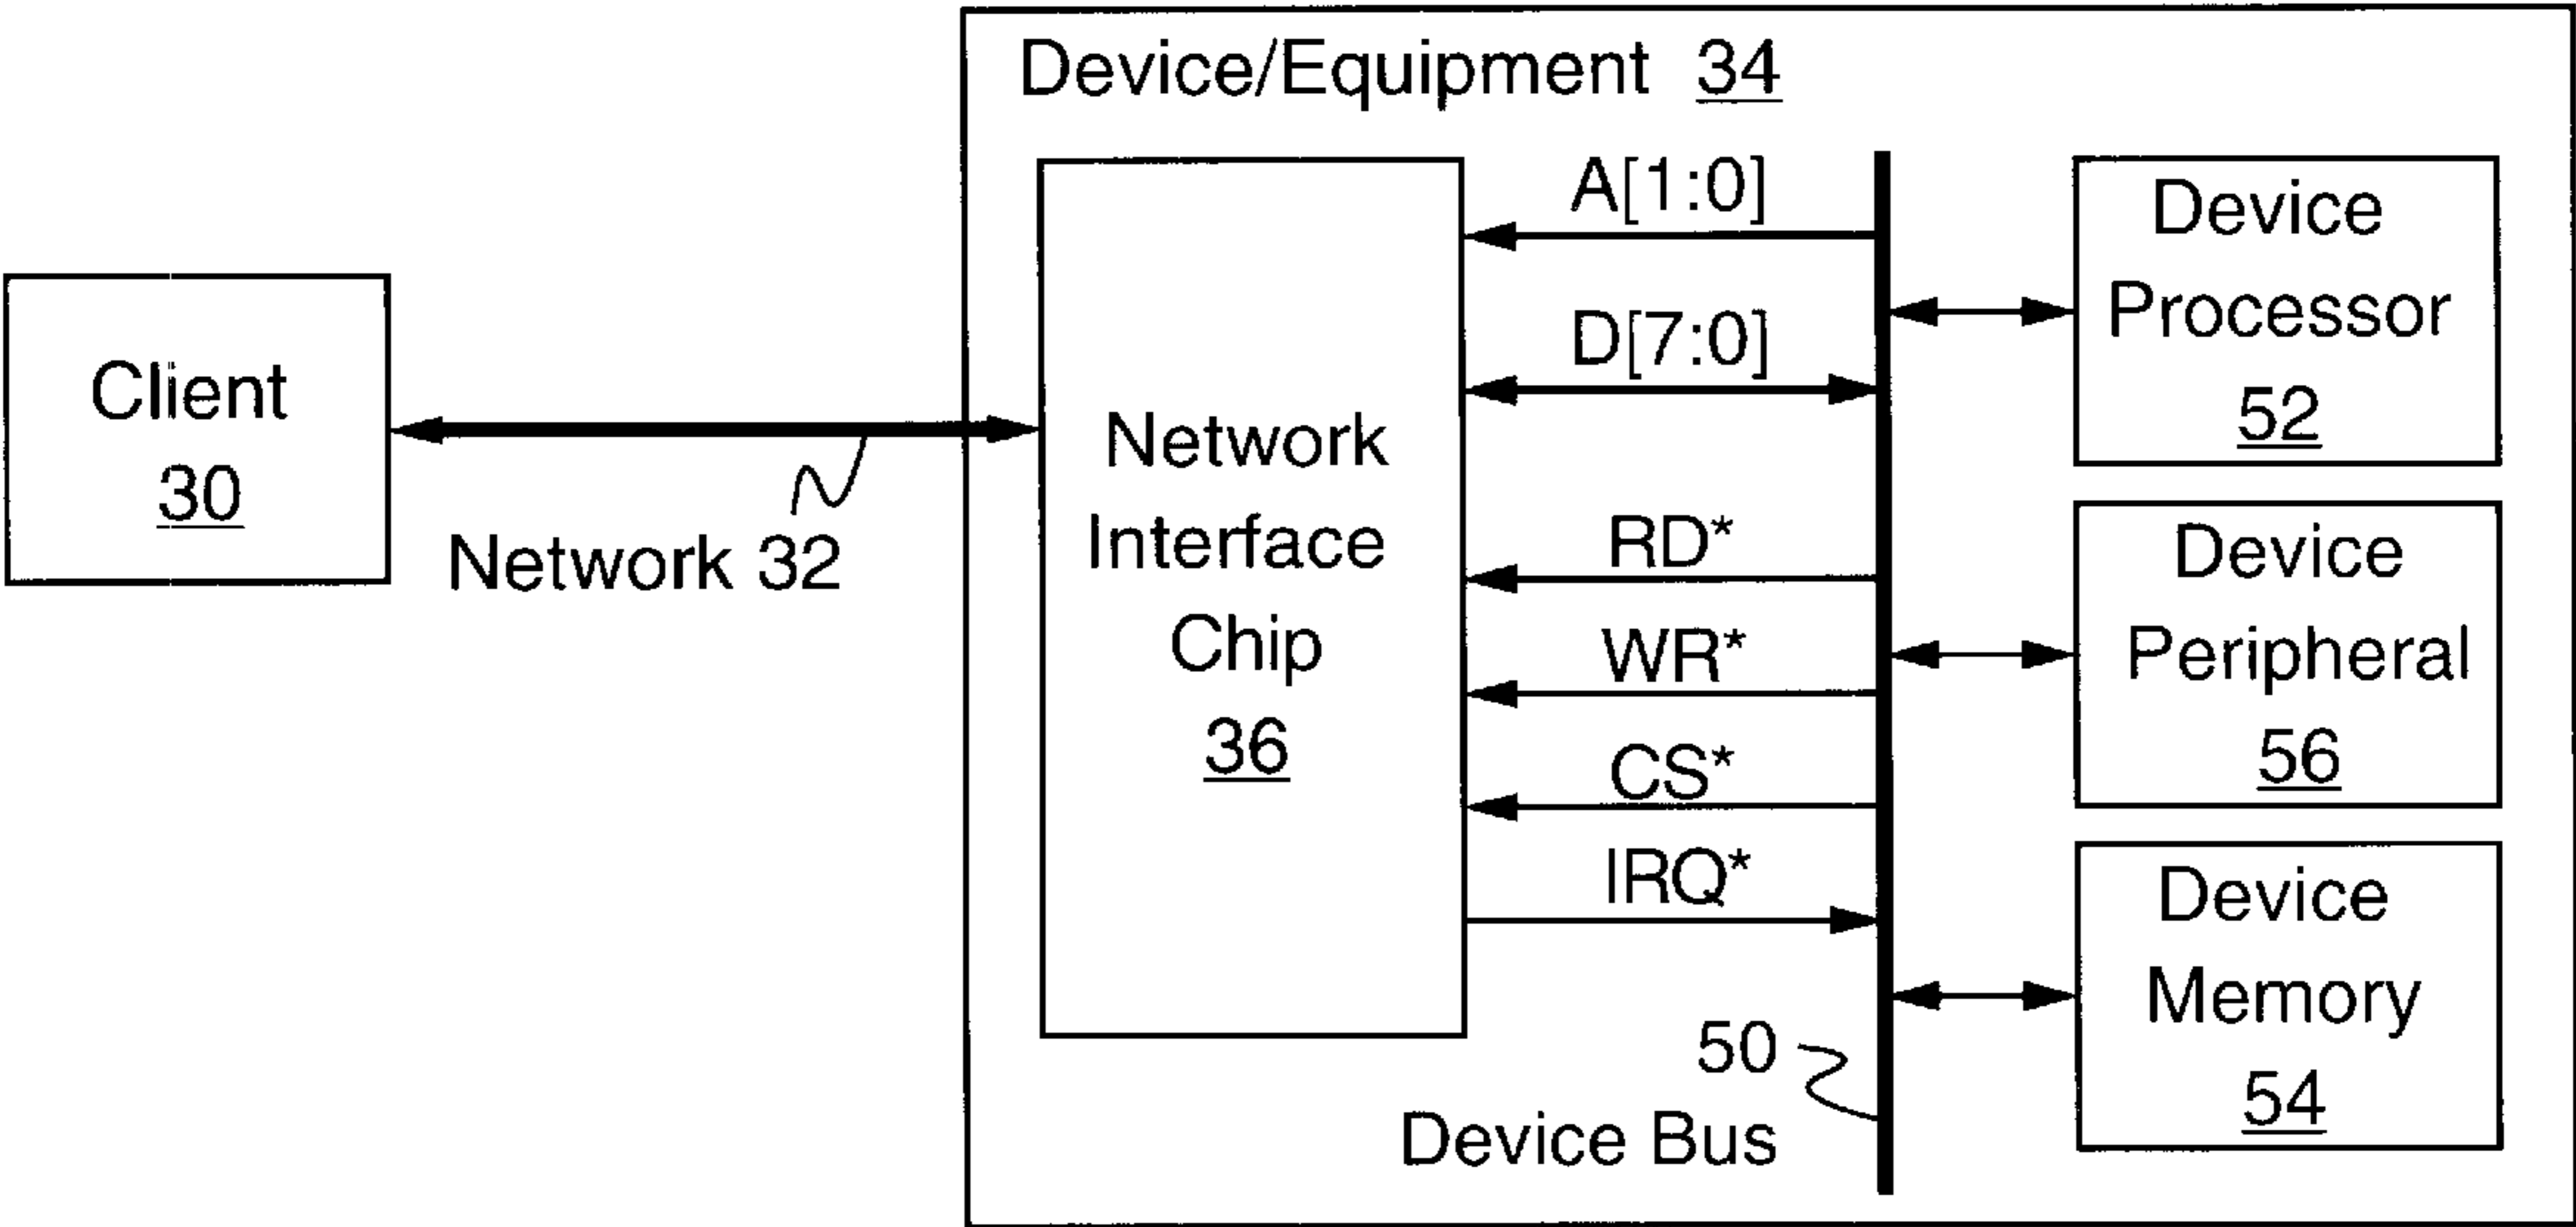 Device/Equipment 34
Client
30
Network 32
Network
Interface
Chip
36
A[1:0]
D[7:0]
RD*
WR*
CS*
IRQ*
50
Device Bus
Device
Processor
52
Device
Peripheral
56
Device
Memory
54